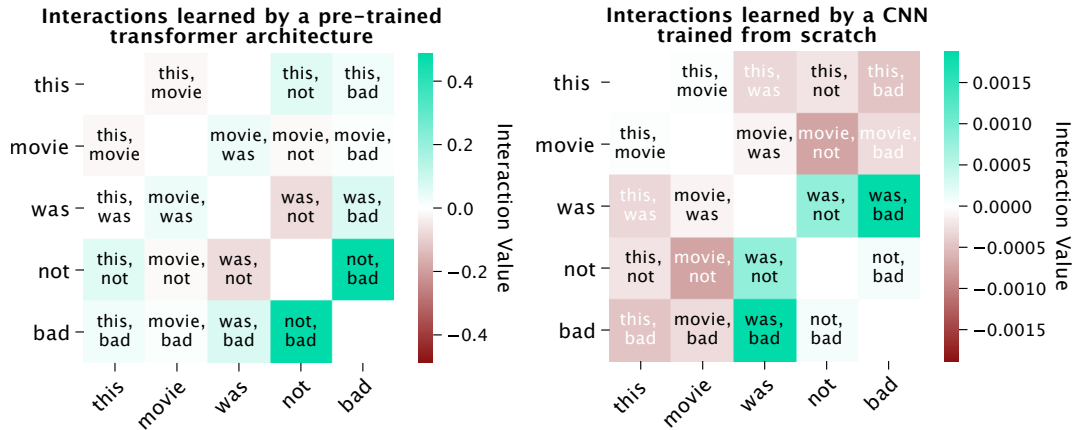 Interactions learned by a pre-trained
transformer architecture
this
movie
was
not
bad
this,
movie
this,
not
this,
bad
this,
movie
movie,
was
movie,
not
movie,
bad
this,
was
movie,
was
was,
not
was,
bad
this,
not
movie,
not
was,
not
not,
bad
this,
bad
movie,
bad
was,
bad
not,
bad
this
movie
was
not
bad
0.4
0.2
0.0
−0.2
−0.4
Interaction Value
Interactions learned by a CNN
trained from scratch
this
movie
was
not
bad
this,
movie
this,
was
this,
not
this,
bad
this,
movie
movie,
was
movie,
not
movie,
bad
this,
was
movie,
was
was,
not
was,
bad
this,
not
movie,
not
was,
not
not,
bad
this,
bad
movie,
bad
was,
bad
not,
bad
this
movie
was
not
bad
0.0015
0.0010
0.0005
0.0000
−0.0005
−0.0010
−0.0015
Interaction Value